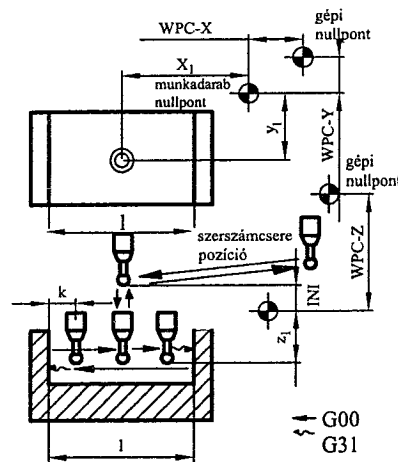 WPC-X
gépi
nullpont
X₁
munkadarab
nullpont
y₁
WPC-Y
gépi
nullpont
l
szerszámcsere
pozíció
WPC-Z
k
INI
z₁
l
G00
G31